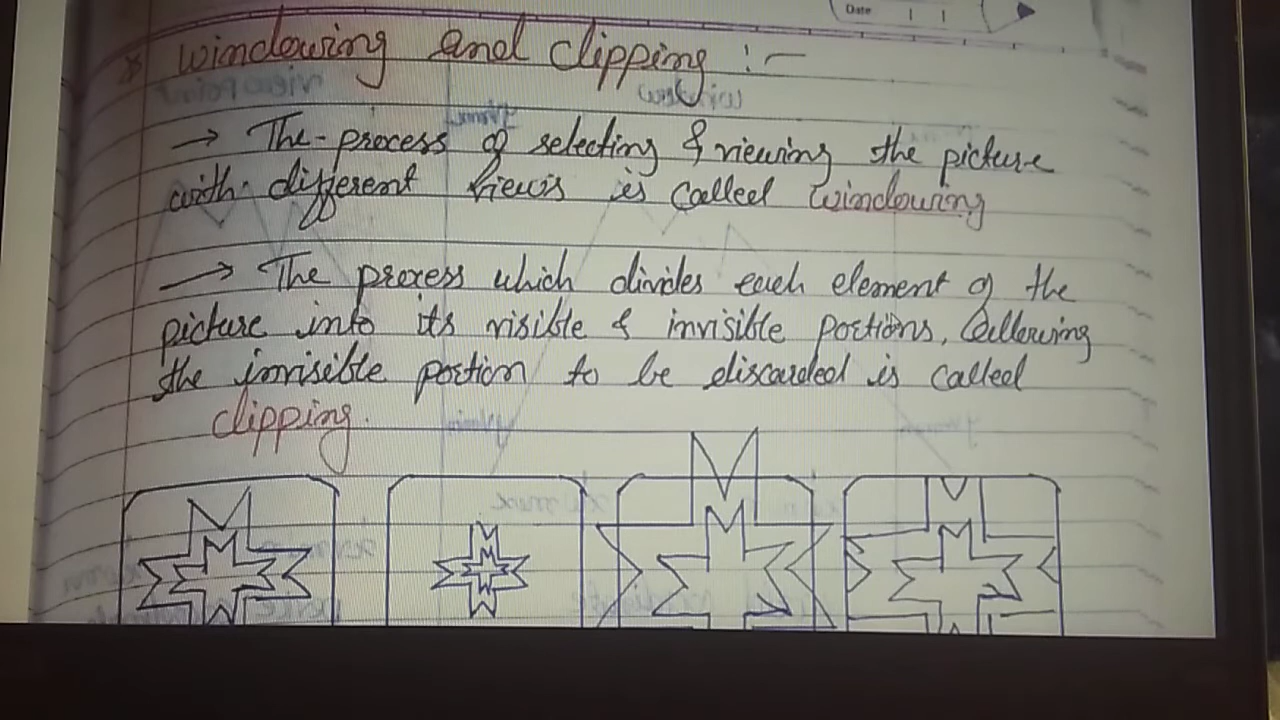 Date
* Windowing and Clipping :-
→ The process of selecting & viewing the picture
with different views is called windowing
→ The process which divides each element of the
picture into its visible & invisible portions, allowing
the invisible portion to be discarded is called
clipping.